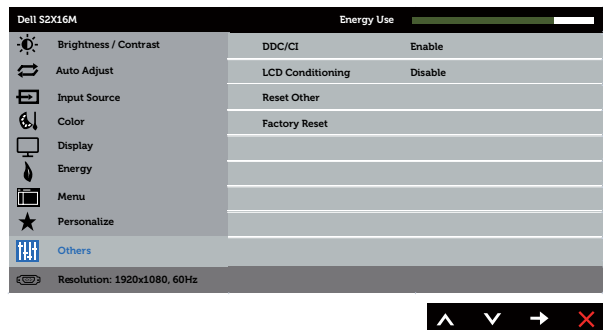 Dell S2X16M Energy Use
Brightness / Contrast DDC/CI Enable
Auto Adjust LCD Conditioning Disable
Input Source Reset Other
Color Factory Reset
Display
Energy
Menu
Personalize
Others
Resolution: 1920x1080, 60Hz